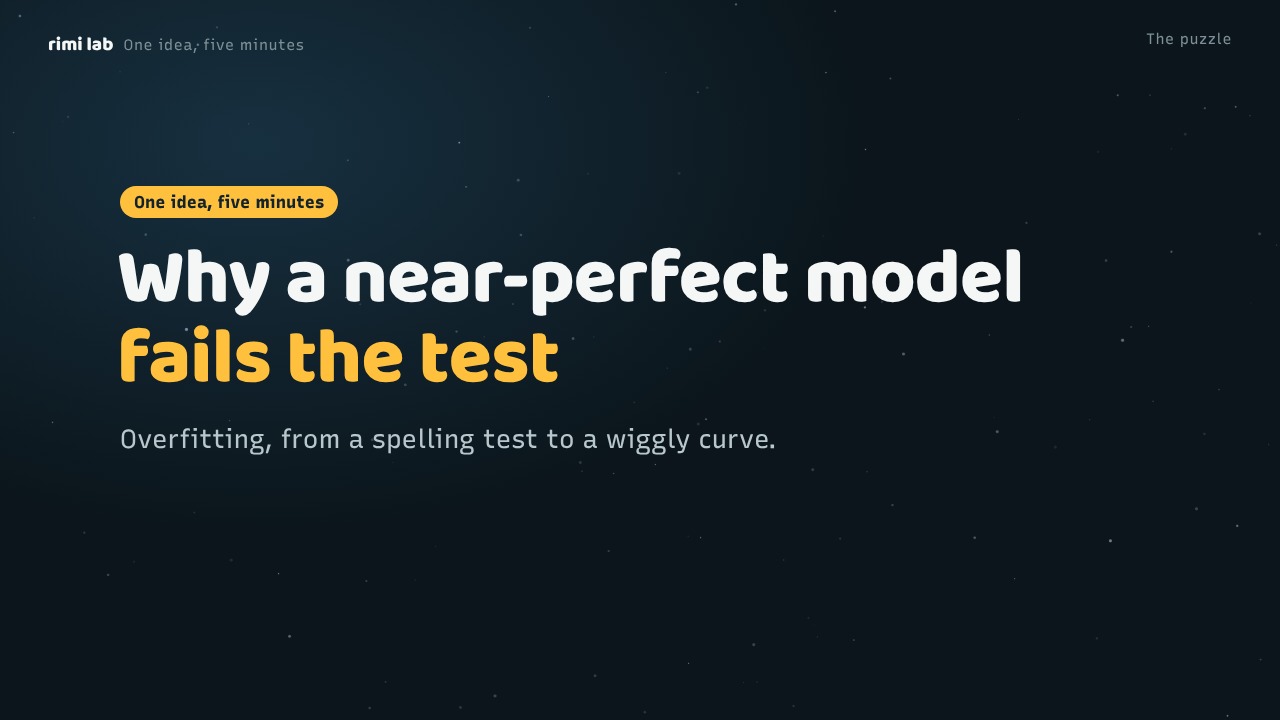 rimi lab One idea, five minutes
The puzzle
One idea, five minutes
Why a near-perfect model
fails the test
Overfitting, from a spelling test to a wiggly curve.